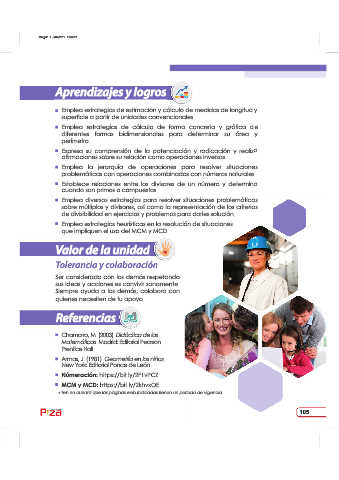 Aprendizajes y logros
Emplea estrategias de estimación y cálculo de medidas de longitud y
superficie a partir de unidades convencionales
Emplea estrategias de cálculo de forma concreta y gráfica de
diferentes formas bidimensionales para determinar su área y
perímetro
Expresa su comprensión de la potenciación y radicación y realiza
afirmaciones sobre su relación como operaciones inversas
Emplea la jerarquía de operaciones para resolver situaciones
problemáticas con operaciones combinadas con números naturales
Establece relaciones entre los divisores de un número y determina
cuando son primos o compuestos
Emplea diversas estrategias para resolver situaciones problemáticas
sobre múltiplos y divisores, así como la representación de los criterios
de divisibilidad en ejercicios y problemas para darles solución
Emplea estrategias heurísticas en la resolución de situaciones
que impliquen el uso del MCM y MCD
Valor de la unidad
Tolerancia y colaboración
Ser considerado con los demás respetando
sus ideas y acciones es convivir sanamente
Siempre ayuda a los demás, colabora con
quienes necesiten de tu apoyo
Referencias
Chamorro, M. (2003) Didáctica de las
Matemáticas Madrid: Editorial Pearson
Prentice Hall
Armas, J. (1981)
New York: Editorial Ponce de León
Númeración: https://bit.ly/
MCM y MCD: https://bit.ly/
105